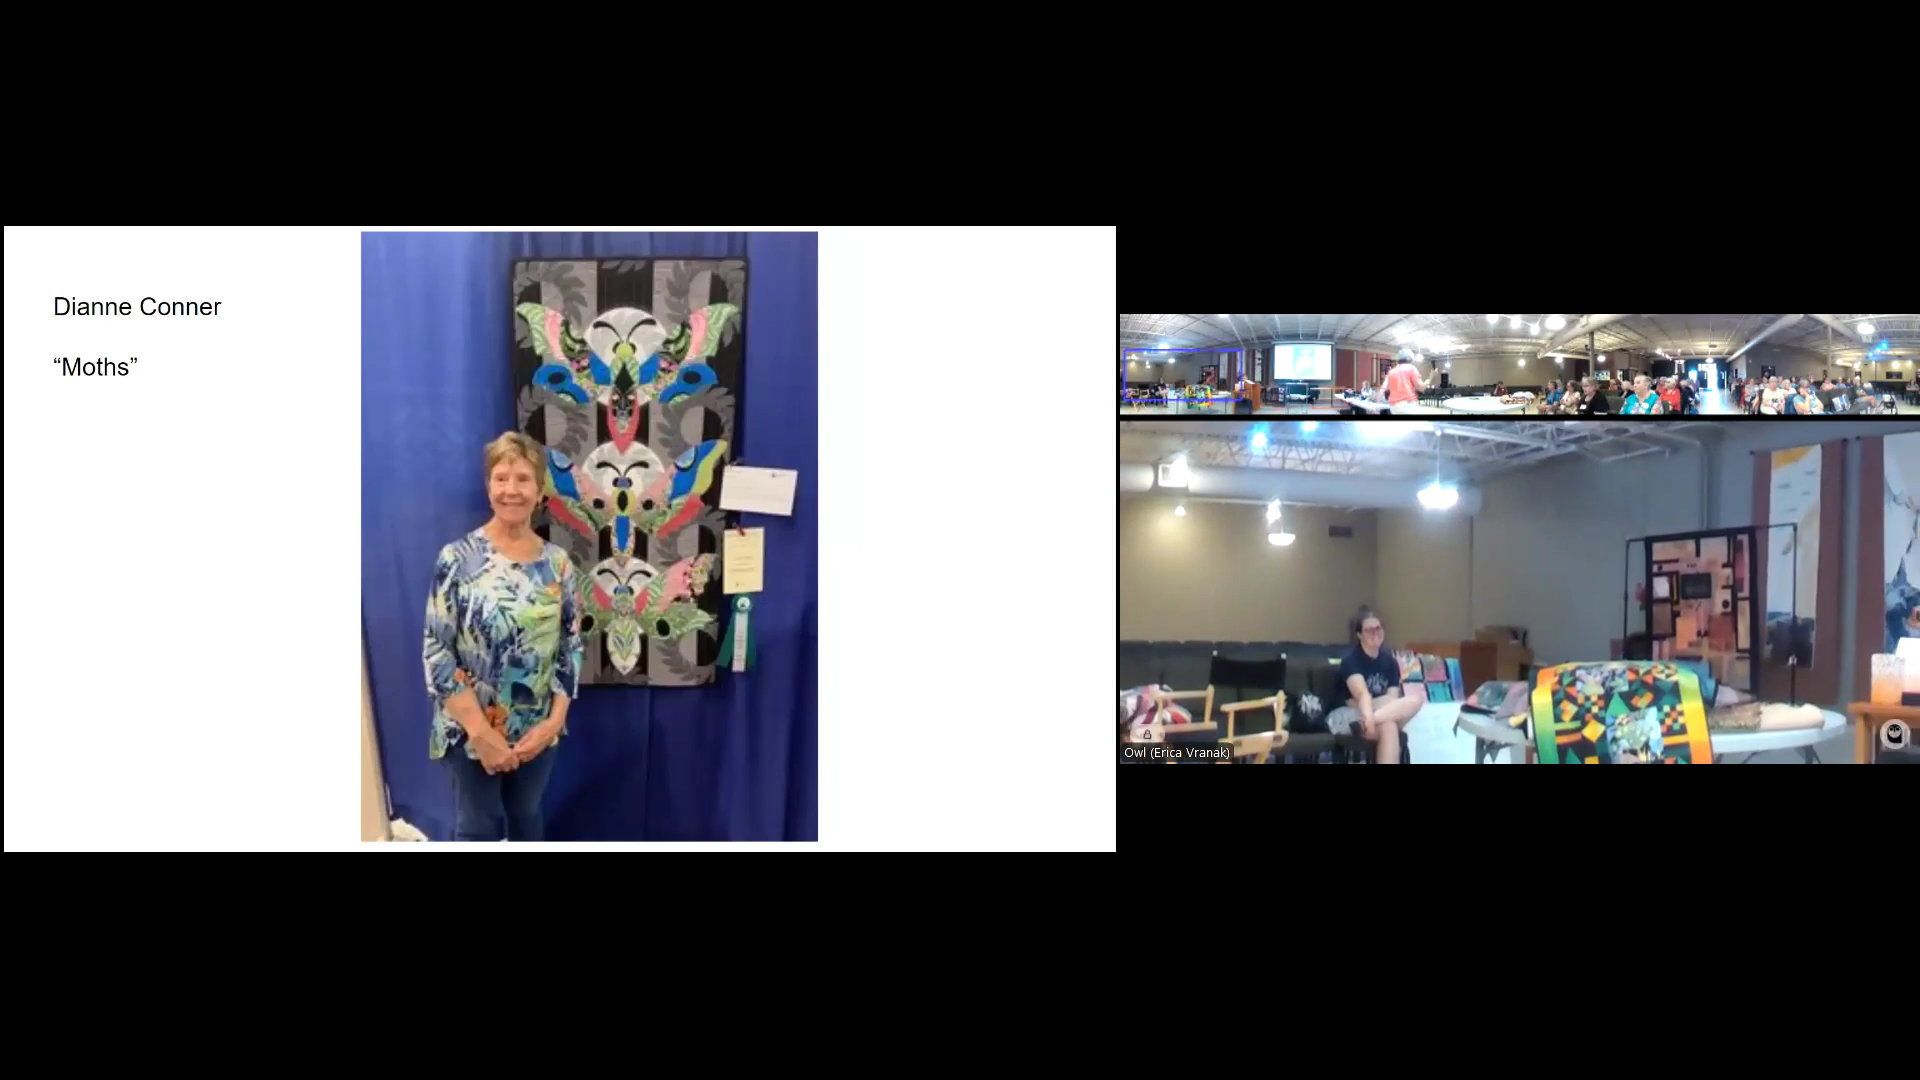 Dianne Conner
“Moths”
Owl (Erica Vranak)